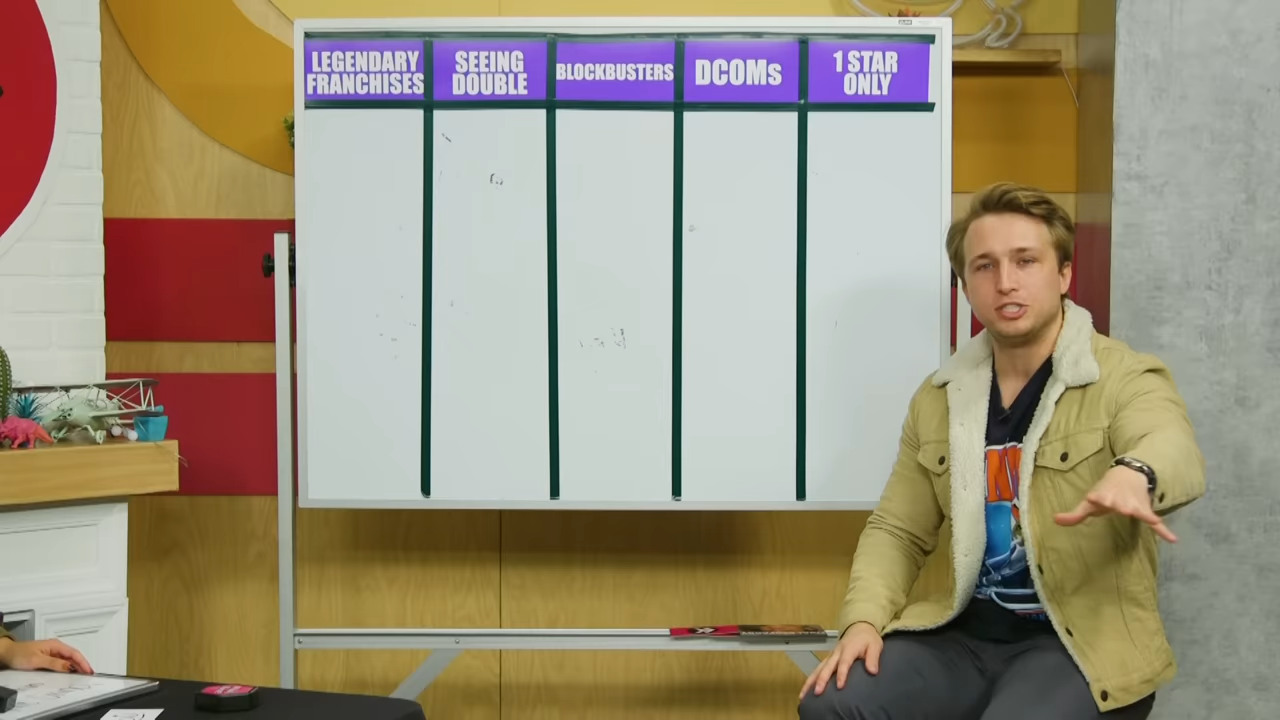 LEGENDARY
FRANCHISES
SEEING
DOUBLE
BLOCKBUSTERS
DCOMs
1 STAR
ONLY